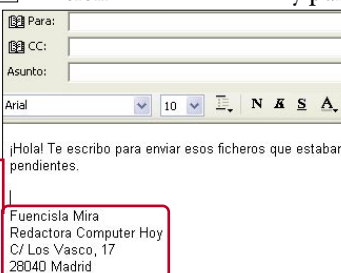 Para:
CC:
Asunto:
Arial 10 N K S A
¡Hola! Te escribo para enviar esos ficheros que estaban
pendientes.
Fuencisla Mira
Redactora Computer Hoy
C/ Los Vasco, 17
28040 Madrid